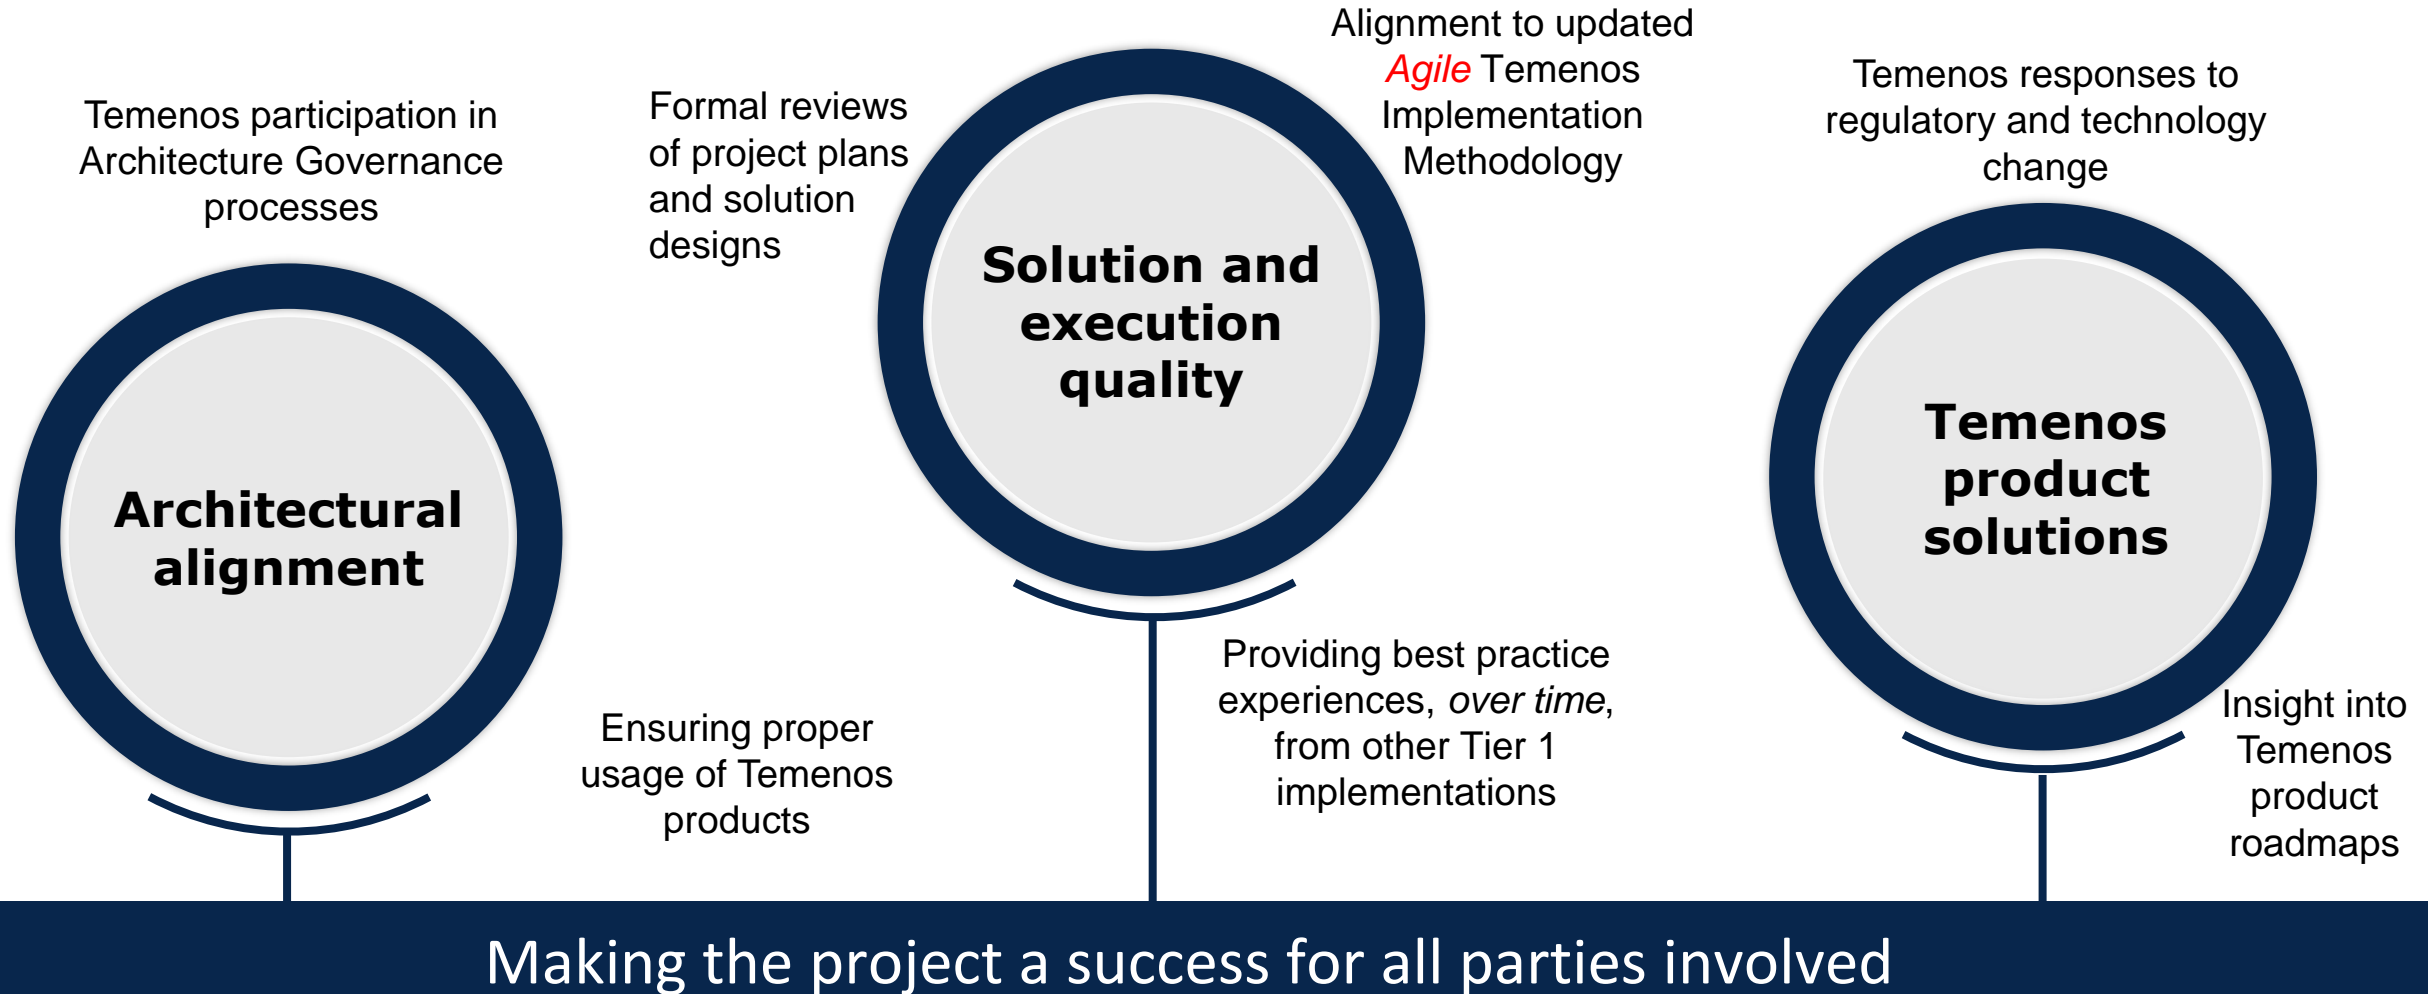 Temenos participation in
Architecture Governance
processes
Architectural
alignment
Formal reviews
of project plans
and solution
designs
Alignment to updated
Agile Temenos
Implementation
Methodology
Solution and
execution
quality
Ensuring proper
usage of Temenos
products
Providing best practice
experiences, over time,
from other Tier 1
implementations
Temenos responses to
regulatory and technology
change
Temenos
product
solutions
Insight into
Temenos
product
roadmaps
Making the project a success for all parties involved